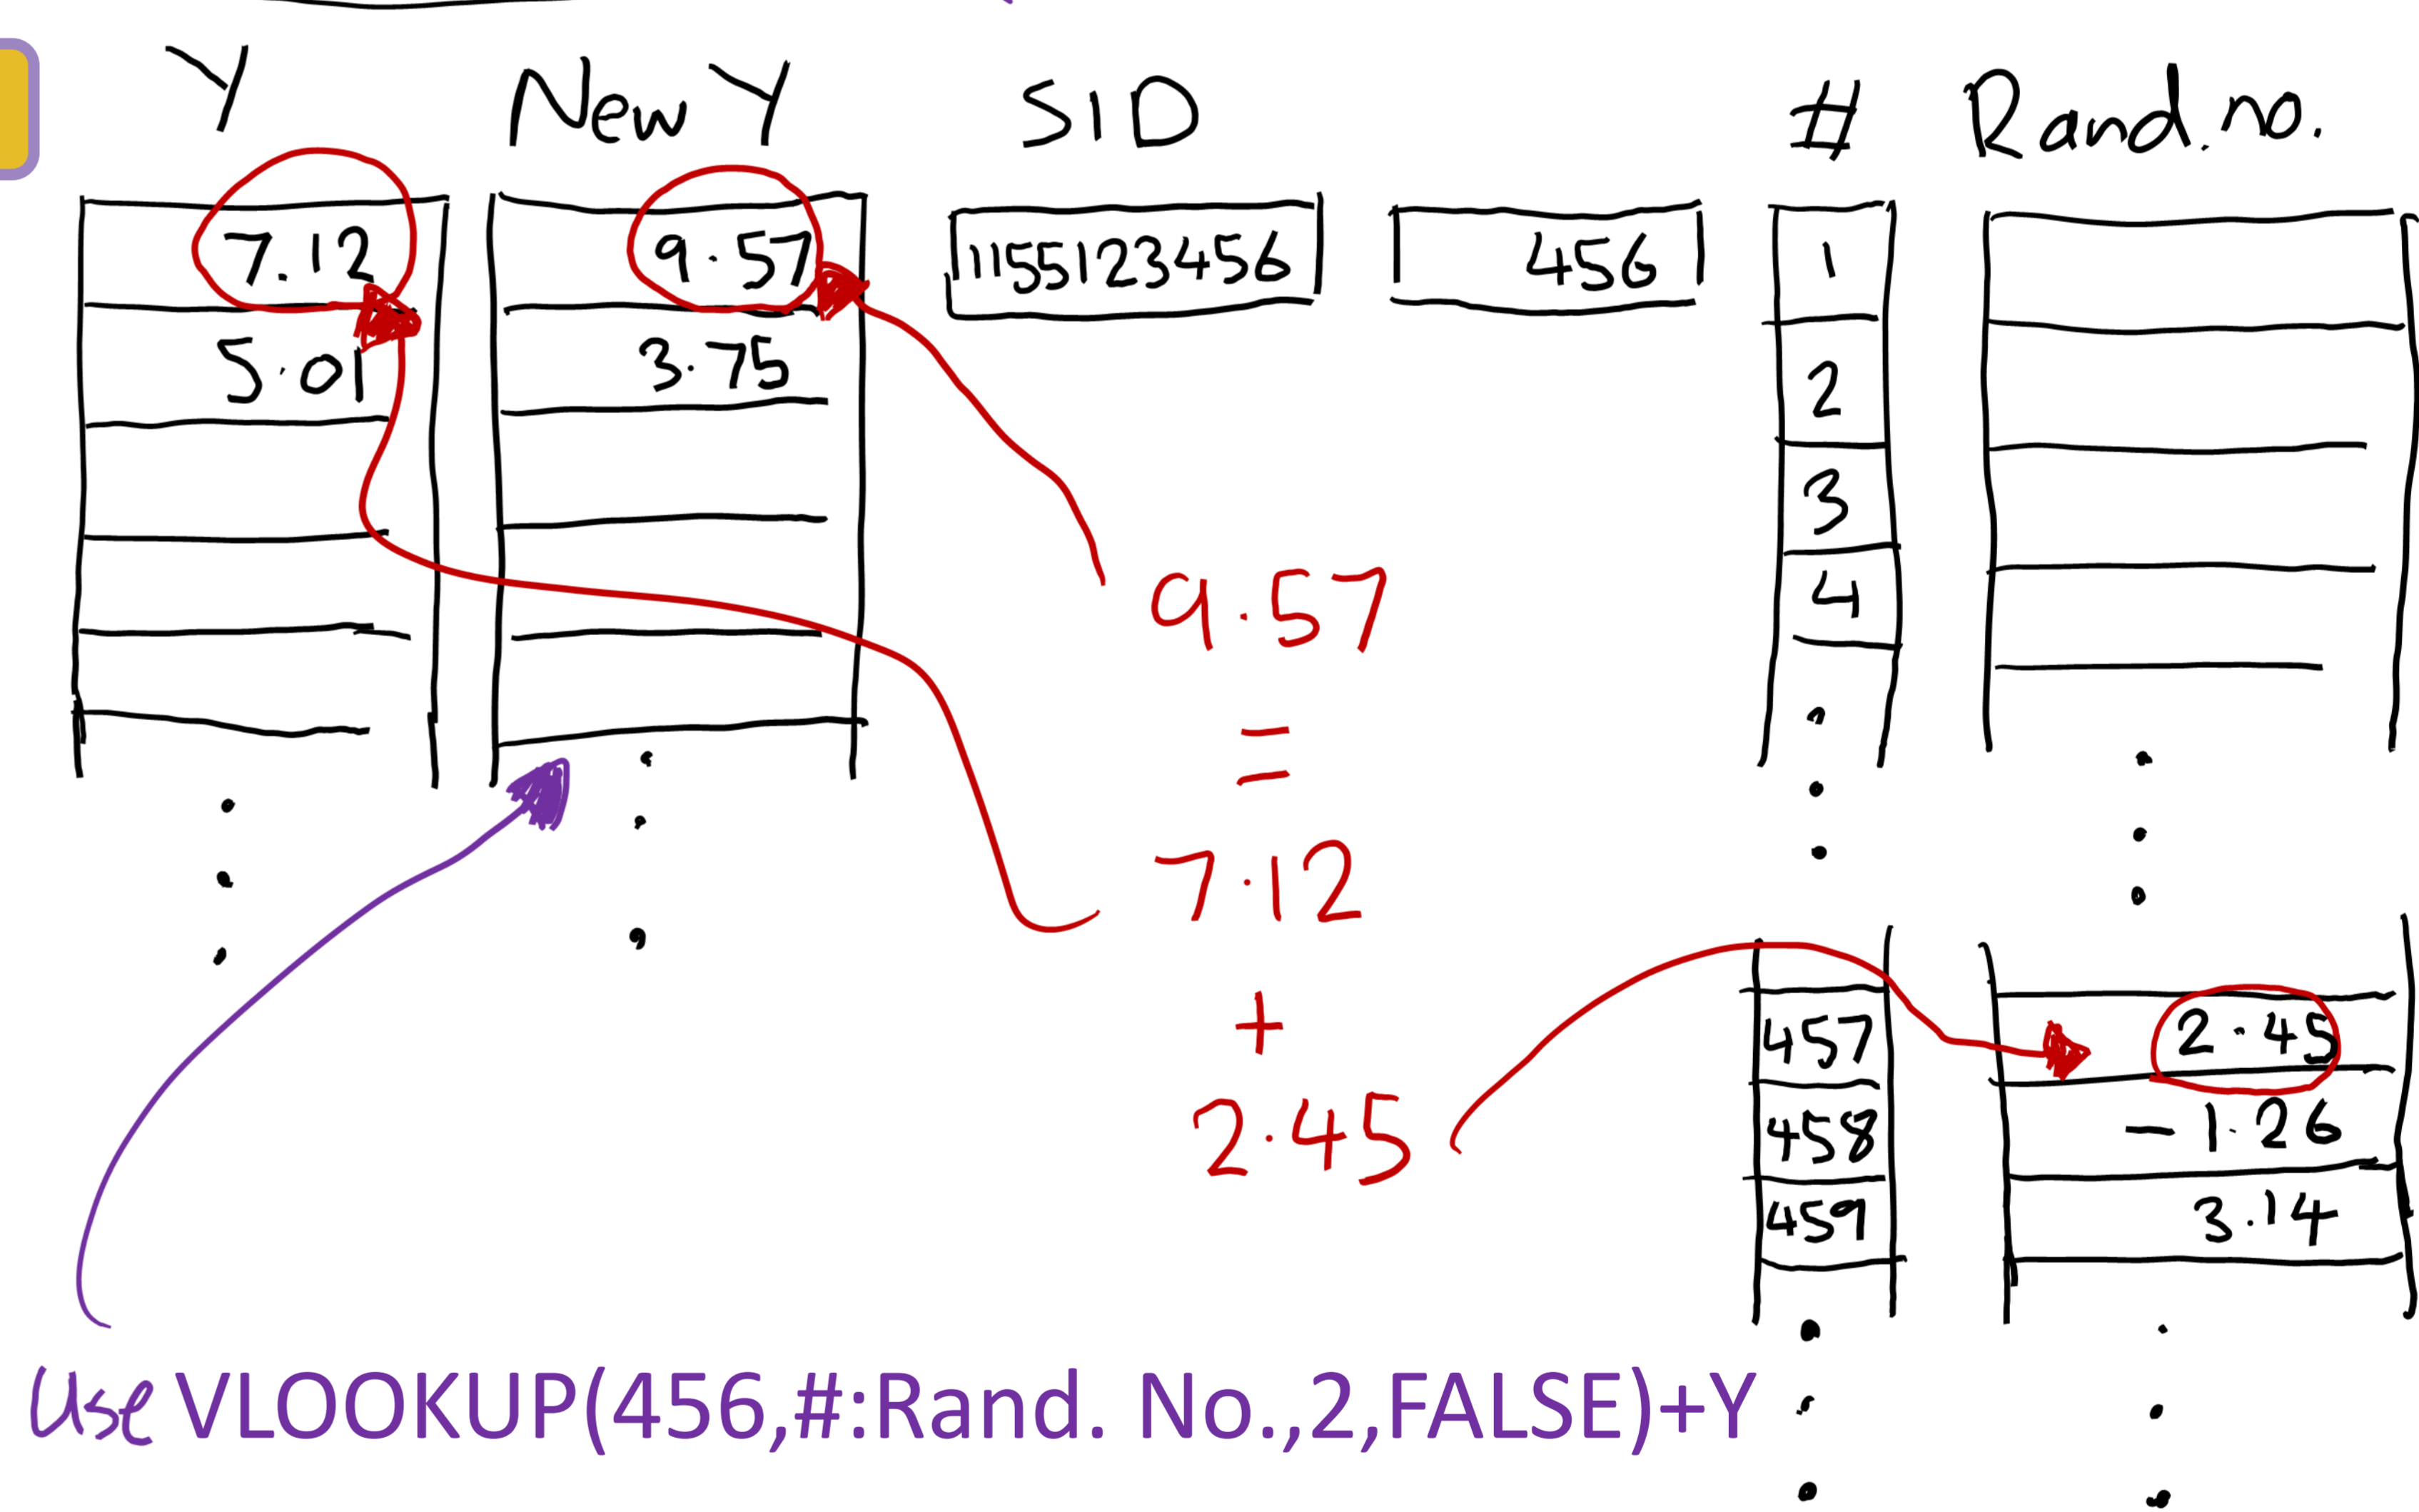 Y New Y SID # Rand. no.
7.12 9.57 1155123456 456 1
5.01 3.75 2
3
4
9.57
=
7.12
+
2.45
457 2.45
458 -1.26
459 3.14
Use VLOOKUP(456,#:Rand. No.,2,FALSE)+Y